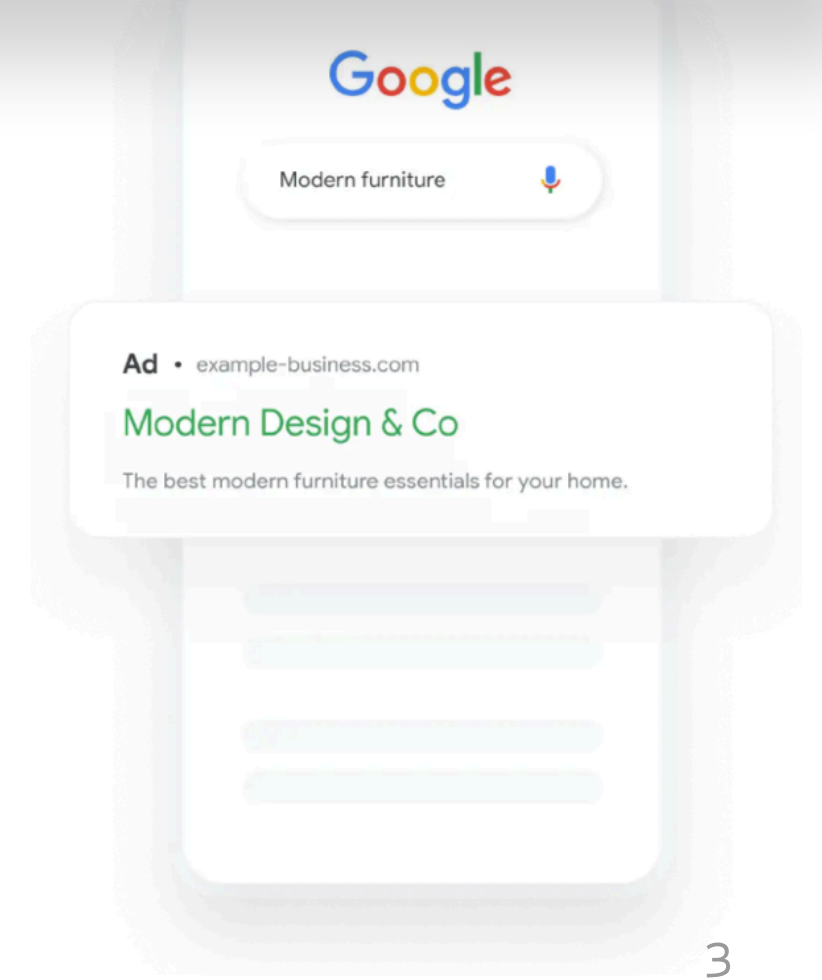 Google
Modern furniture
Ad • example-business.com
Modern Design & Co
The best modern furniture essentials for your home.
3